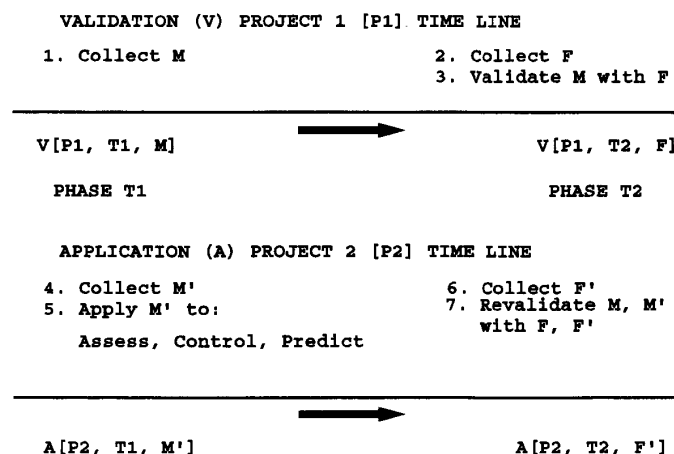 VALIDATION (V) PROJECT 1 [P1] TIME LINE
1. Collect M
2. Collect F
3. Validate M with F
V[P1, T1, M]
V[P1, T2, F]
PHASE T1
PHASE T2
APPLICATION (A) PROJECT 2 [P2] TIME LINE
4. Collect M'
5. Apply M' to:
Assess, Control, Predict
6. Collect F'
7. Revalidate M, M'
with F, F'
A[P2, T1, M']
A[P2, T2, F']